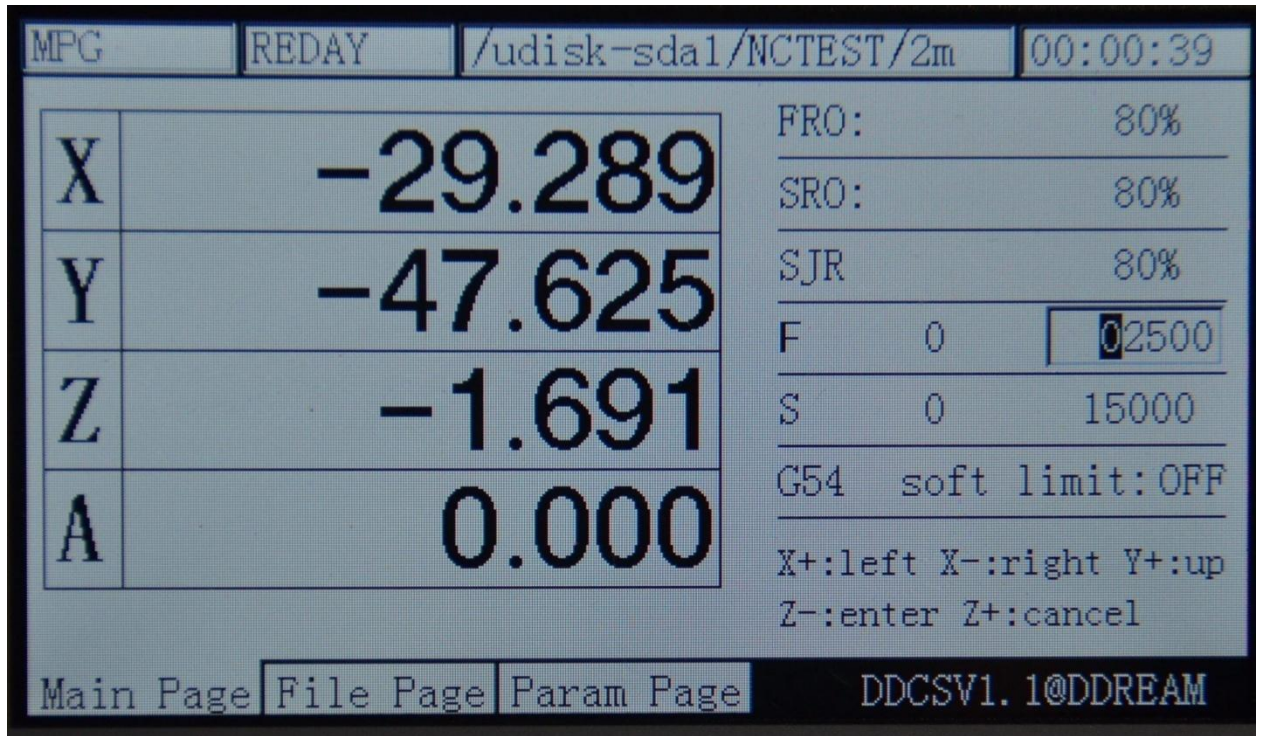 MPG REDAY /udisk-sda1/NCTEST/2m 00:00:39
X -29.289
Y -47.625
Z -1.691
A 0.000
FRO: 80%
SRO: 80%
SJR 80%
F 0 02500
S 0 15000
G54 soft limit:OFF
X+:left X-:right Y+:up
Z-:enter Z+:cancel
Main Page File Page Param Page DDCSV1.1@DDREAM